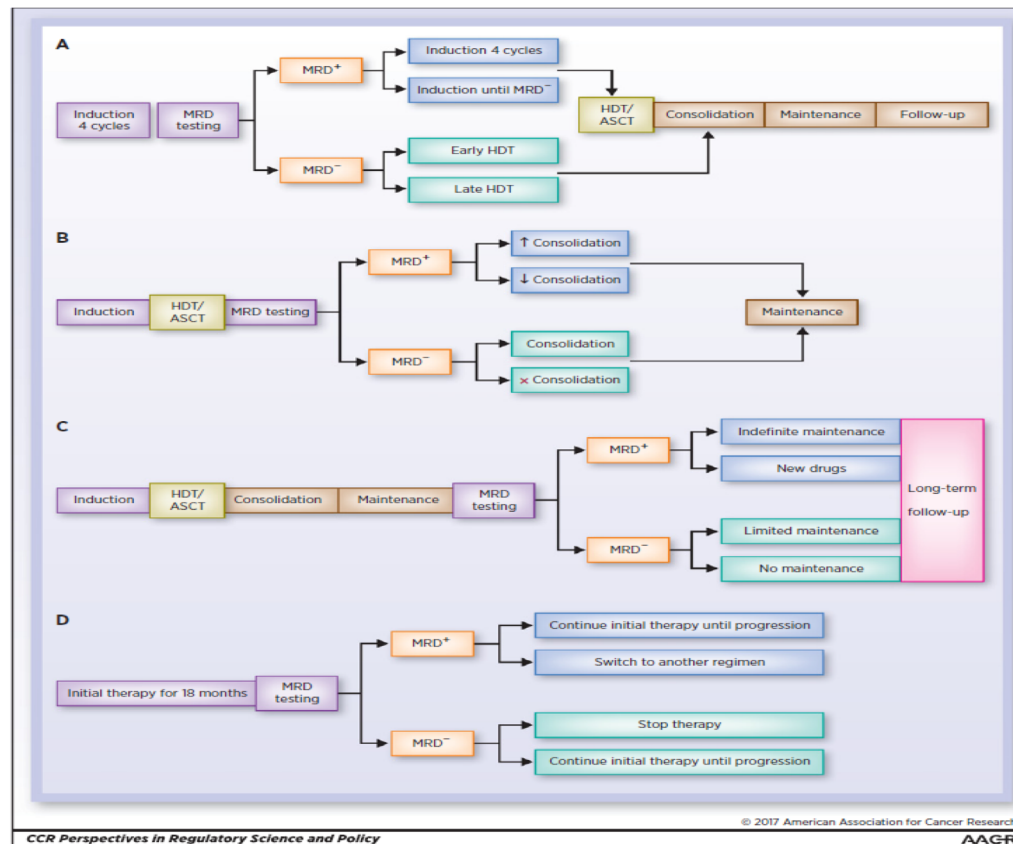 A
Induction
4 cycles
MRD
testing
MRD⁺
Induction 4 cycles
Induction until MRD⁻
MRD⁻
Early HDT
Late HDT
HDT/
ASCT
Consolidation
Maintenance
Follow-up
B
Induction
HDT/
ASCT
MRD testing
MRD⁺
↑ Consolidation
↓ Consolidation
MRD⁻
Consolidation
× Consolidation
Maintenance
C
Induction
HDT/
ASCT
Consolidation
Maintenance
MRD
testing
MRD⁺
Indefinite maintenance
New drugs
MRD⁻
Limited maintenance
No maintenance
Long-term
follow-up
D
Initial therapy for 18 months
MRD
testing
MRD⁺
Continue initial therapy until progression
Switch to another regimen
MRD⁻
Stop therapy
Continue initial therapy until progression
© 2017 American Association for Cancer Research
CCR Perspectives in Regulatory Science and Policy
AACR